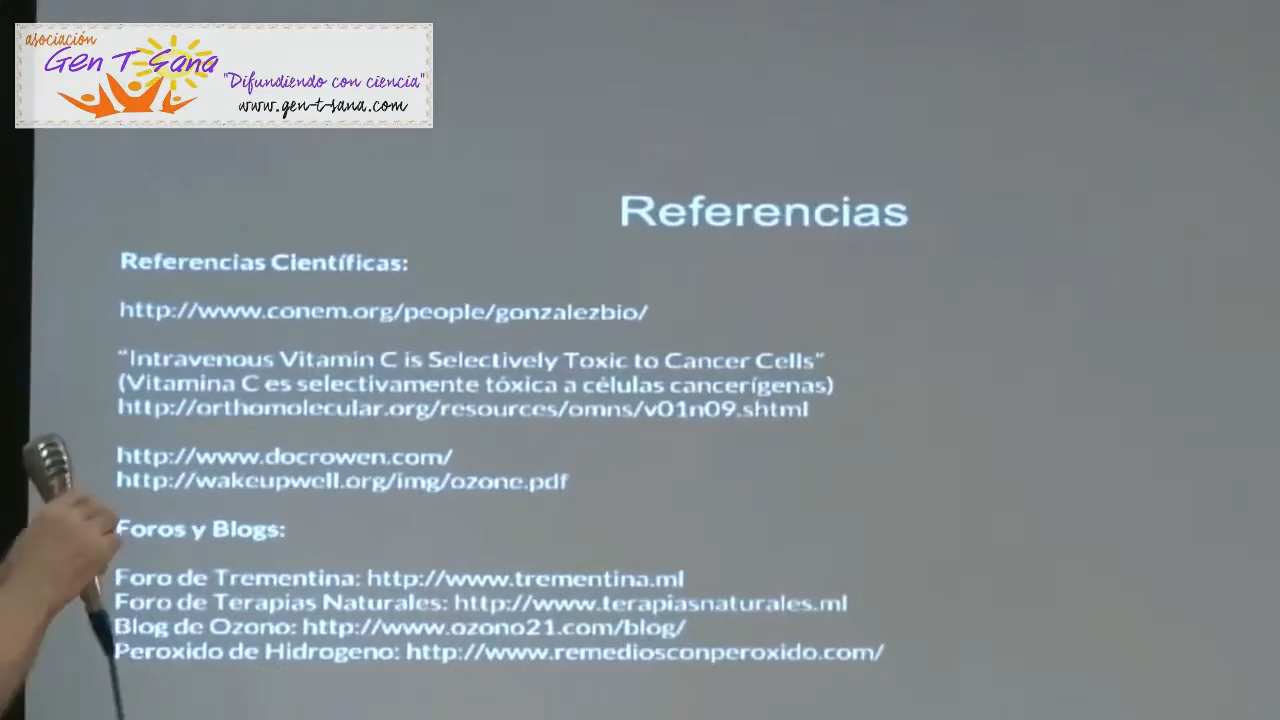 asociación
Gen T Sana
"Difundiendo con ciencia"
www.gen-t-sana.com
Referencias
Referencias Científicas:
http://www.conem.org/people/gonzalezbio/
"Intravenous Vitamin C is Selectively Toxic to Cancer Cells"
(Vitamina C es selectivamente tóxica a células cancerígenas)
http://orthomolecular.org/resources/omns/v01n09.shtml
http://www.docrowen.com/
http://wakeupwell.org/img/ozone.pdf
Foros y Blogs:
Foro de Trementina: http://www.trementina.ml
Foro de Terapias Naturales: http://www.terapiasnaturales.ml
Blog de Ozono: http://www.ozono21.com/blog/
Peroxido de Hidrogeno: http://www.remediosconperoxido.com/